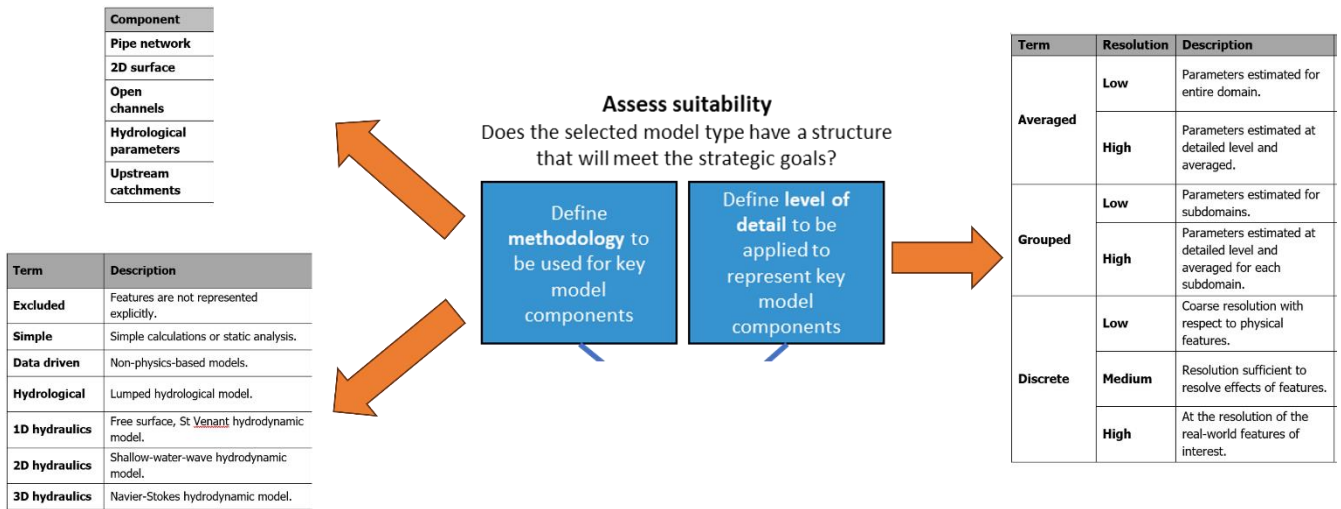 Component
Pipe network
2D surface
Open
channels
Hydrological
parameters
Upstream
catchments
Term Description
Excluded Features are not represented
explicitly.
Simple Simple calculations or static analysis.
Data driven Non-physics-based models.
Hydrological Lumped hydrological model.
1D hydraulics Free surface, St Venant hydrodynamic
model.
2D hydraulics Shallow-water-wave hydrodynamic
model.
3D hydraulics Navier-Stokes hydrodynamic model.
Assess suitability
Does the selected model type have a structure
that will meet the strategic goals?
Define
methodology to
be used for key
model
components
Define level of
detail to be
applied to
represent key
model
components
Term Resolution Description
Averaged
Low
Parameters estimated for
entire domain.
High
Parameters estimated at
detailed level and
averaged.
Grouped
Low
Parameters estimated for
subdomains.
High
Parameters estimated at
detailed level and
averaged for each
subdomain.
Discrete
Low
Coarse resolution with
respect to physical
features.
Medium
Resolution sufficient to
resolve effects of features.
High
At the resolution of the
real-world features of
interest.